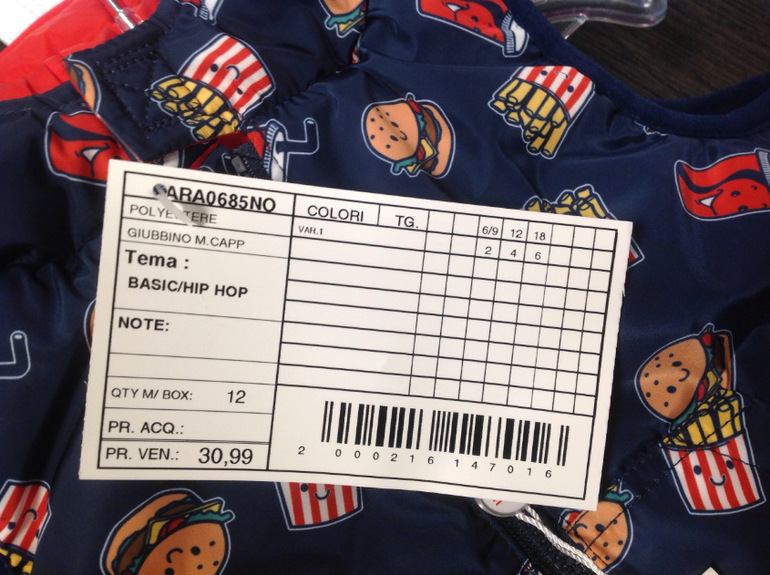 ARA0685NO
POLYESTERE
GIUBBINO M.CAPP
Tema :
BASIC/HIP HOP
NOTE:
QTY M/ BOX: 12
PR. ACQ.:
PR. VEN.: 30,99
COLORI TG. 6/9 12 18
VAR.1 2 4 6
2 000216 147016